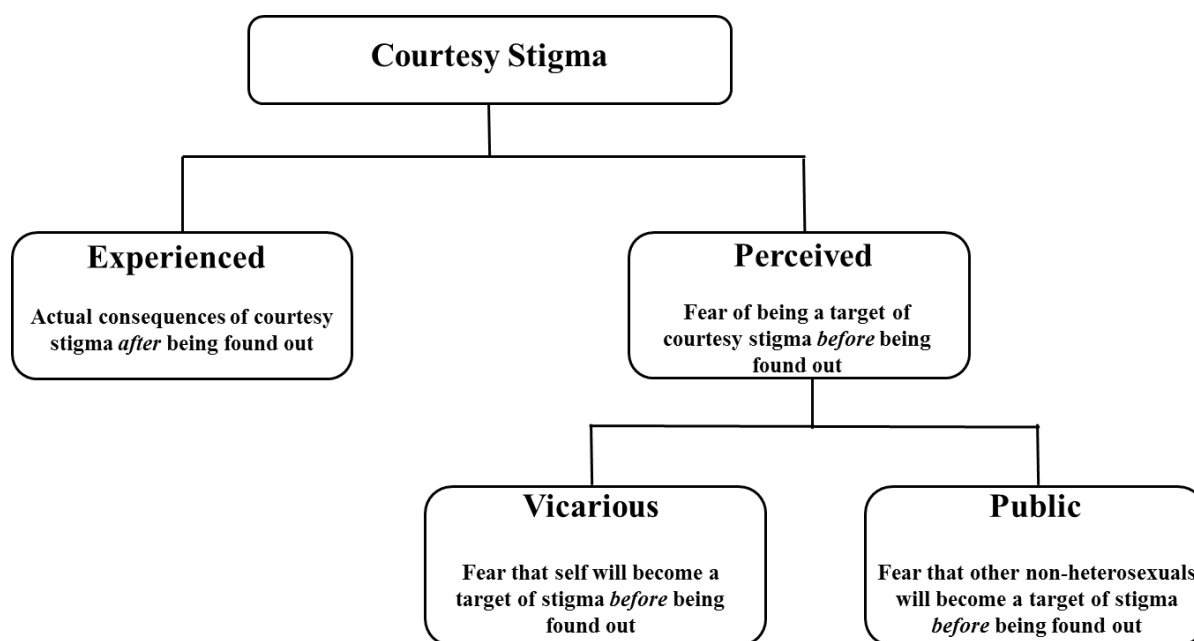 Courtesy Stigma
Experienced
Actual consequences of courtesy
stigma after being found out
Perceived
Fear of being a target of
courtesy stigma before being
found out
Vicarious
Fear that self will become a
target of stigma before being
found out
Public
Fear that other non-heterosexuals
will become a target of stigma
before being found out